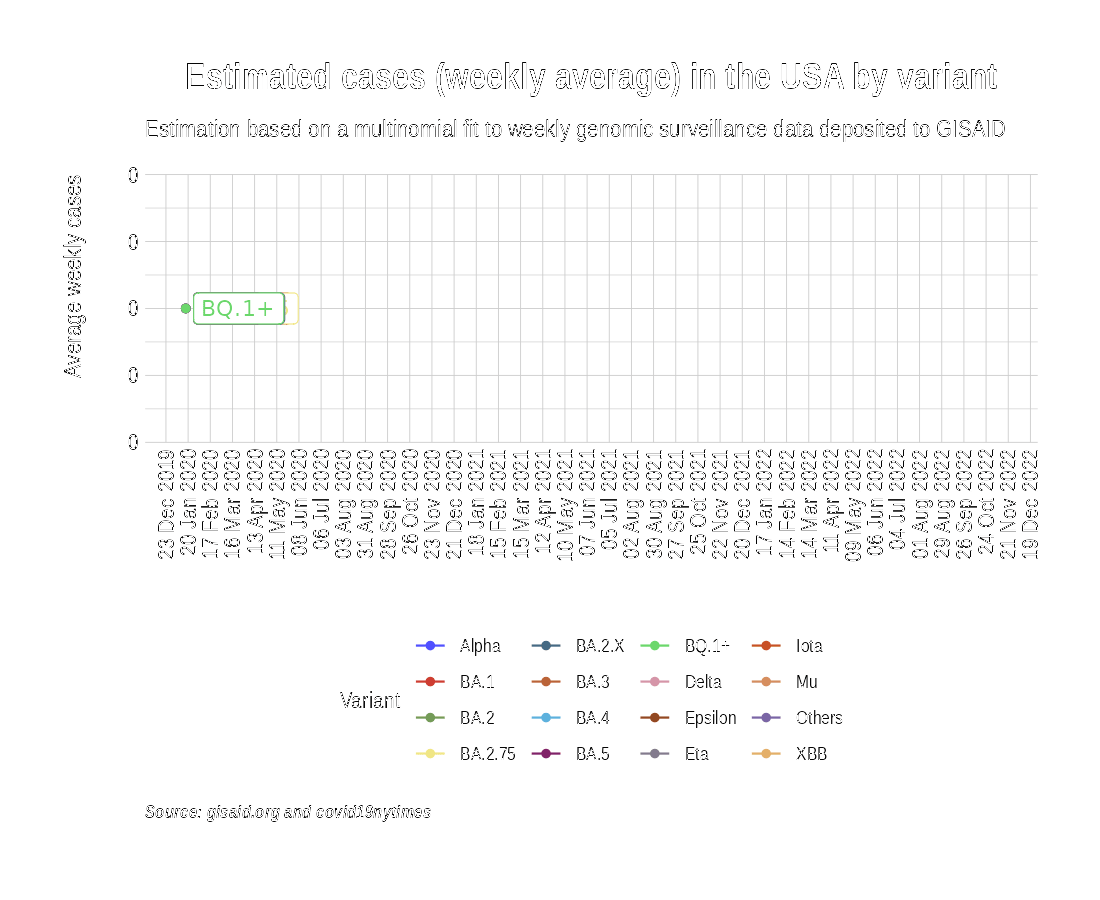 Estimated cases (weekly average) in the USA by variant
Estimation based on a multinomial fit to weekly genomic surveillance data deposited to GISAID
Average weekly cases
0
0
0
0
0
BQ.1+
23 Dec 2019
20 Jan 2020
17 Feb 2020
16 Mar 2020
13 Apr 2020
11 May 2020
08 Jun 2020
06 Jul 2020
03 Aug 2020
31 Aug 2020
28 Sep 2020
26 Oct 2020
23 Nov 2020
21 Dec 2020
18 Jan 2021
15 Feb 2021
15 Mar 2021
12 Apr 2021
10 May 2021
07 Jun 2021
05 Jul 2021
02 Aug 2021
30 Aug 2021
27 Sep 2021
25 Oct 2021
22 Nov 2021
20 Dec 2021
17 Jan 2022
14 Feb 2022
14 Mar 2022
11 Apr 2022
09 May 2022
06 Jun 2022
04 Jul 2022
01 Aug 2022
29 Aug 2022
26 Sep 2022
24 Oct 2022
21 Nov 2022
19 Dec 2022
Variant
Alpha
BA.1
BA.2
BA.2.75
BA.2.X
BA.3
BA.4
BA.5
BQ.1+
Delta
Epsilon
Eta
Iota
Mu
Others
XBB
Source: gisaid.org and covid19nytimes